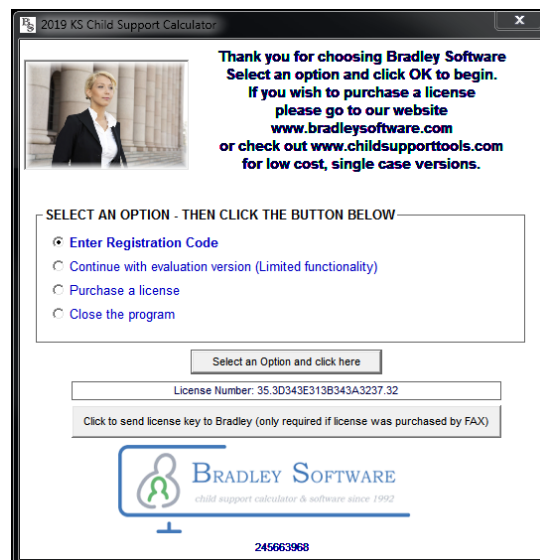 2019 KS Child Support Calculator
Thank you for choosing Bradley Software
Select an option and click OK to begin.
If you wish to purchase a license
please go to our website
www.bradleysoftware.com
or check out www.childsupporttools.com
for low cost, single case versions.
SELECT AN OPTION - THEN CLICK THE BUTTON BELOW
Enter Registration Code
Continue with evaluation version (Limited functionality)
Purchase a license
Close the program
Select an Option and click here
License Number: 35.3D343E313B343A3237.32
Click to send license key to Bradley (only required if license was purchased by FAX)
BRADLEY SOFTWARE
child support calculator & software since 1992
245663968